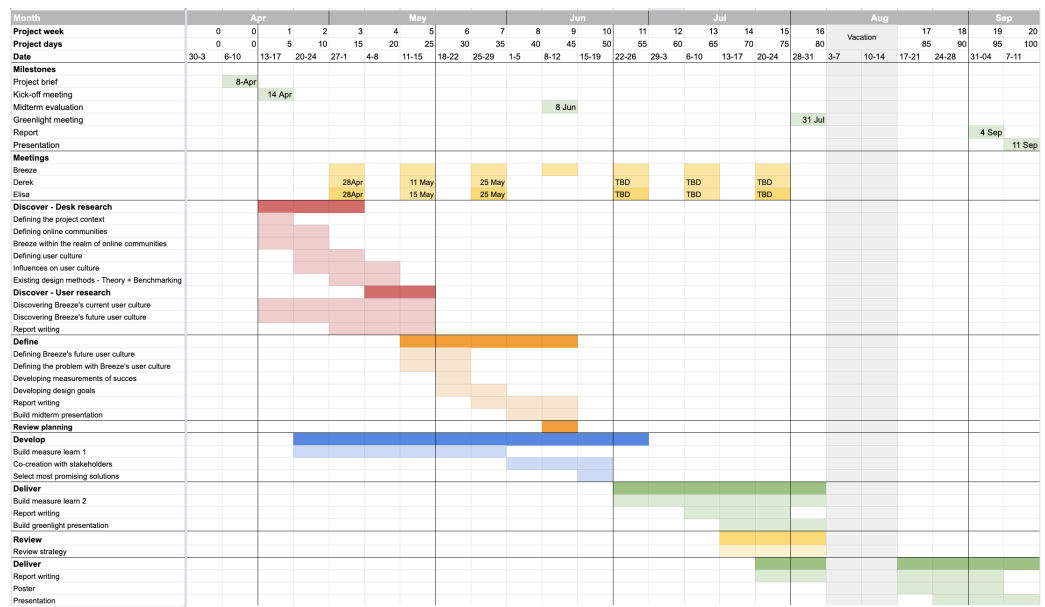 Month Apr May Jun Jul Aug Sep
Project week 0 0 1 2 3 4 5 6 7 8 9 10 11 12 13 14 15 16 Vacation 17 18 19 20
Project days 0 0 5 10 15 20 25 30 35 40 45 50 55 60 65 70 75 80 85 90 95 100
Date 30-3 6-10 13-17 20-24 27-1 4-8 11-15 18-22 25-29 1-5 8-12 15-19 22-26 29-3 6-10 13-17 20-24 28-31 3-7 10-14 17-21 24-28 31-04 7-11
Milestones
Project brief 8-Apr
Kick-off meeting 14 Apr
Midterm evaluation 8 Jun
Greenlight meeting 31 Jul
Report 4 Sep
Presentation 11 Sep
Meetings
Breeze
Derek 28Apr 11 May 25 May TBD TBD TBD
Elisa 28Apr 15 May 25 May TBD TBD TBD
Discover - Desk research
Defining the project context
Defining online communities
Breeze within the realm of online communities
Defining user culture
Influences on user culture
Existing design methods - Theory + Benchmarking
Discover - User research
Discovering Breeze's current user culture
Discovering Breeze's future user culture
Report writing
Define
Defining Breeze's future user culture
Defining the problem with Breeze's user culture
Developing measurements of succes
Developing design goals
Report writing
Build midterm presentation
Review planning
Develop
Build measure learn 1
Co-creation with stakeholders
Select most promising solutions
Deliver
Build measure learn 2
Report writing
Build greenlight presentation
Review
Review strategy
Deliver
Report writing
Poster
Presentation